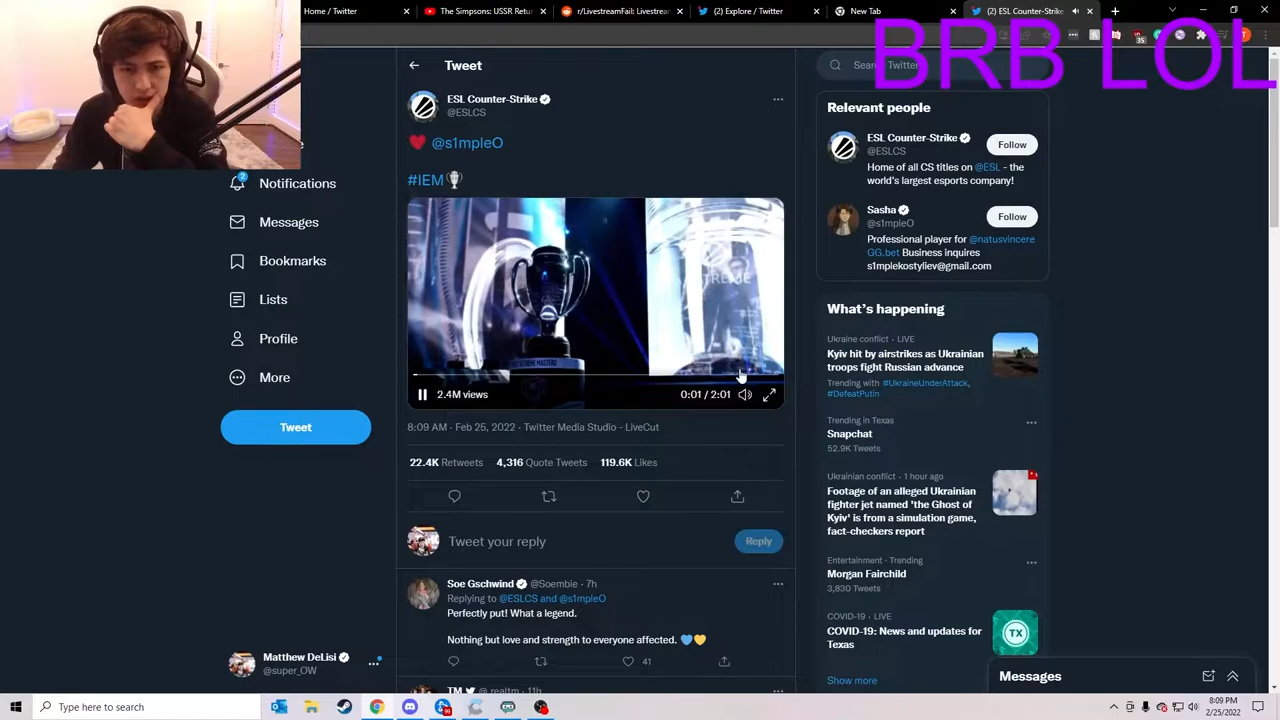 Home / Twitter
The Simpsons: USSR Retur
r/LivestreamFail: Livestream
(2) Explore / Twitter
New Tab
(2) ESL Counter-Strike
BRB LOL
Tweet
Search Twitter
ESL Counter-Strike
@ESLCS
@s1mpleO
#IEM
0:01 / 2:01
2.4M views
8:09 AM · Feb 25, 2022 · Twitter Media Studio - LiveCut
22.4K Retweets 4,316 Quote Tweets 119.6K Likes
Tweet your reply
Reply
Soe Gschwind @Soembie · 7h
Replying to @ESLCS and @s1mpleO
Perfectly put! What a legend.
Nothing but love and strength to everyone affected.
41
TM @realtm · 11h
2
Notifications
Messages
Bookmarks
Lists
Profile
More
Tweet
Matthew DeLisi
@super_OW
Relevant people
ESL Counter-Strike
@ESLCS
Follow
Home of all CS titles on @ESL - the
world's largest esports company!
Sasha
@s1mpleO
Follow
Professional player for @natusvincere
GG.bet Business inquires
s1mplekostyliev@gmail.com
What's happening
Ukraine conflict · LIVE
Kyiv hit by airstrikes as Ukrainian
troops fight Russian advance
Trending with #UkraineUnderAttack,
#DefeatPutin
Trending in Texas
Snapchat
52.9K Tweets
Ukrainian conflict · 1 hour ago
Footage of an alleged Ukrainian
fighter jet named 'the Ghost of
Kyiv' is from a simulation game,
fact-checkers report
Entertainment · Trending
Morgan Fairchild
3,830 Tweets
COVID-19 · LIVE
COVID-19: News and updates for
Texas
TX
Show more
Messages
Type here to search
8:09 PM
2/25/2022